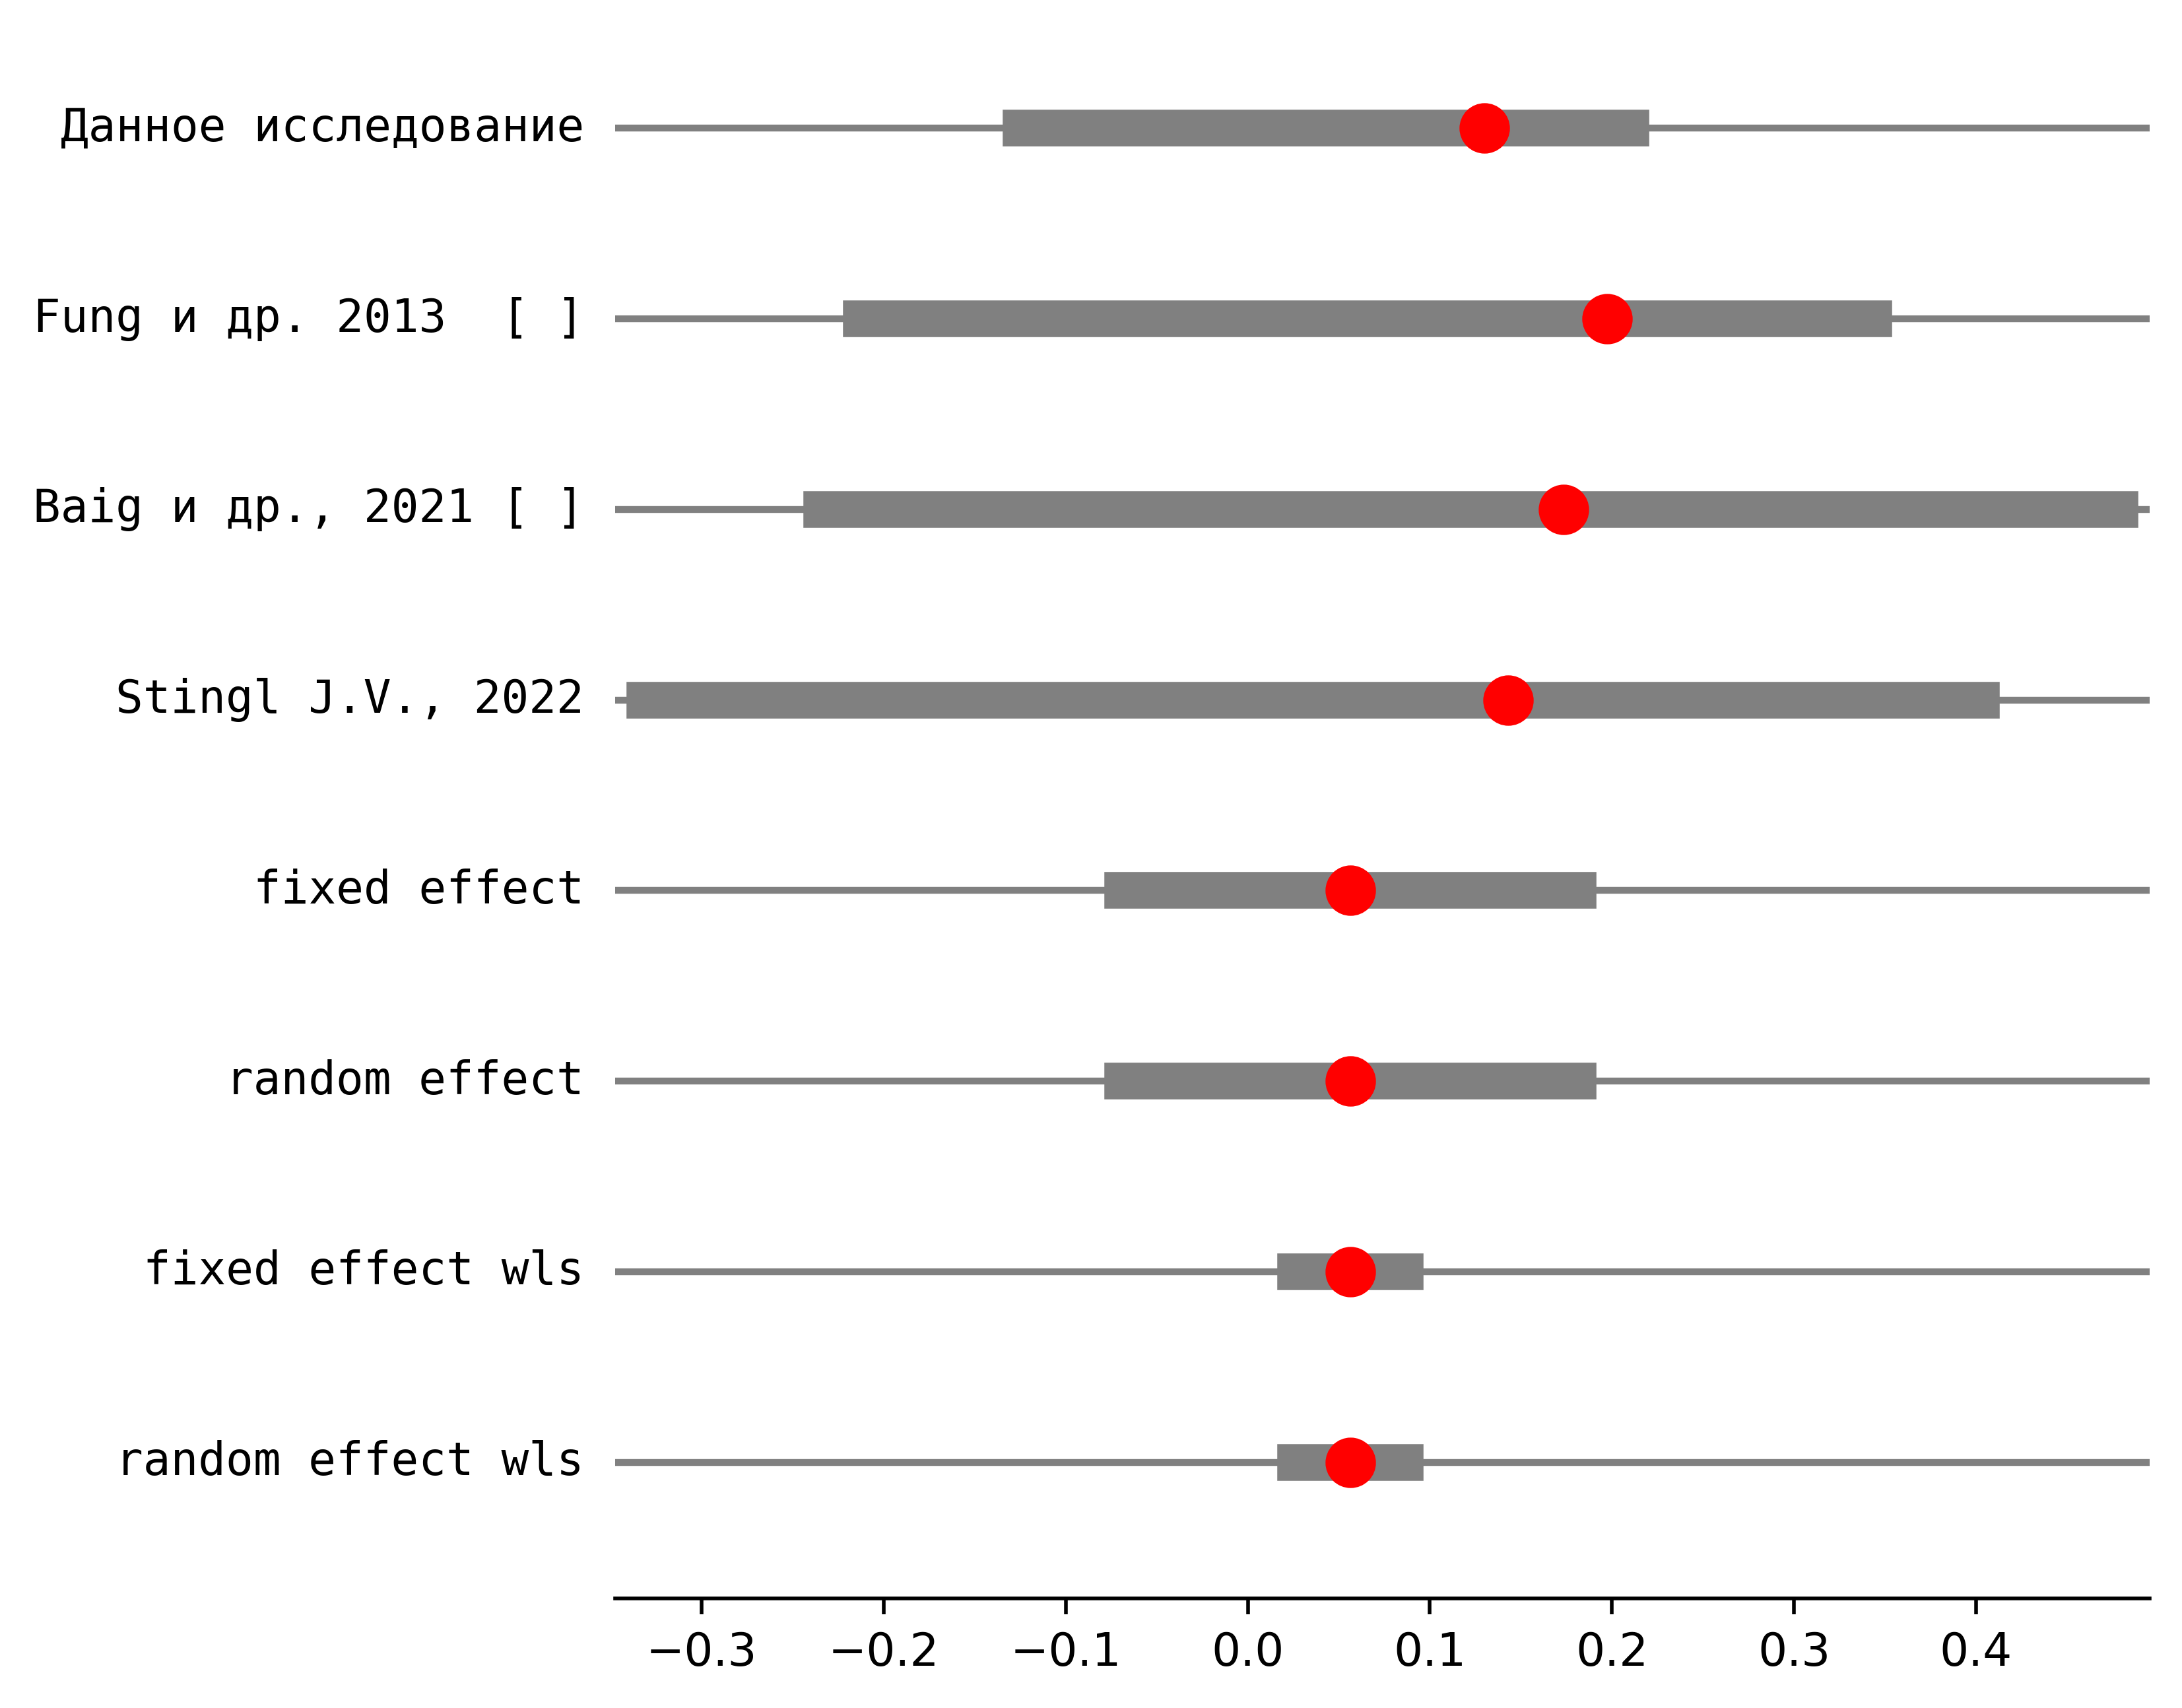 Данное исследование
Fung и др. 2013  [ ]
Baig и др., 2021 [ ]
Stingl J.V., 2022
fixed effect
random effect
fixed effect wls
random effect wls
−0.3 −0.2 −0.1 0.0 0.1 0.2 0.3 0.4